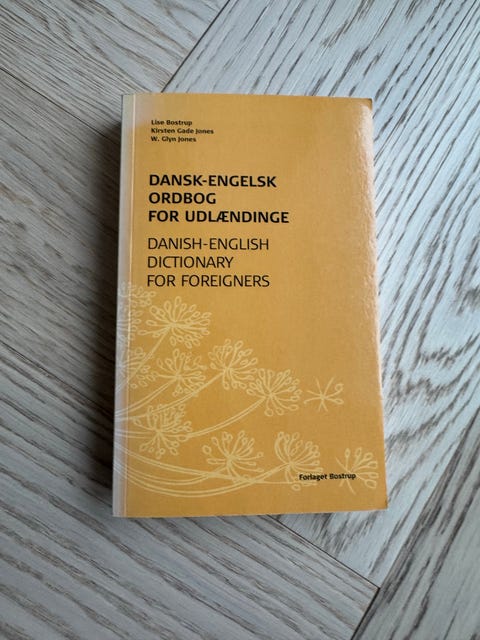 Lise Bostrup
Kirsten Gade Jones
W. Glyn Jones
DANSK-ENGELSK
ORDBOG
FOR UDLÆNDINGE
DANISH-ENGLISH
DICTIONARY
FOR FOREIGNERS
Forlaget Bostrup